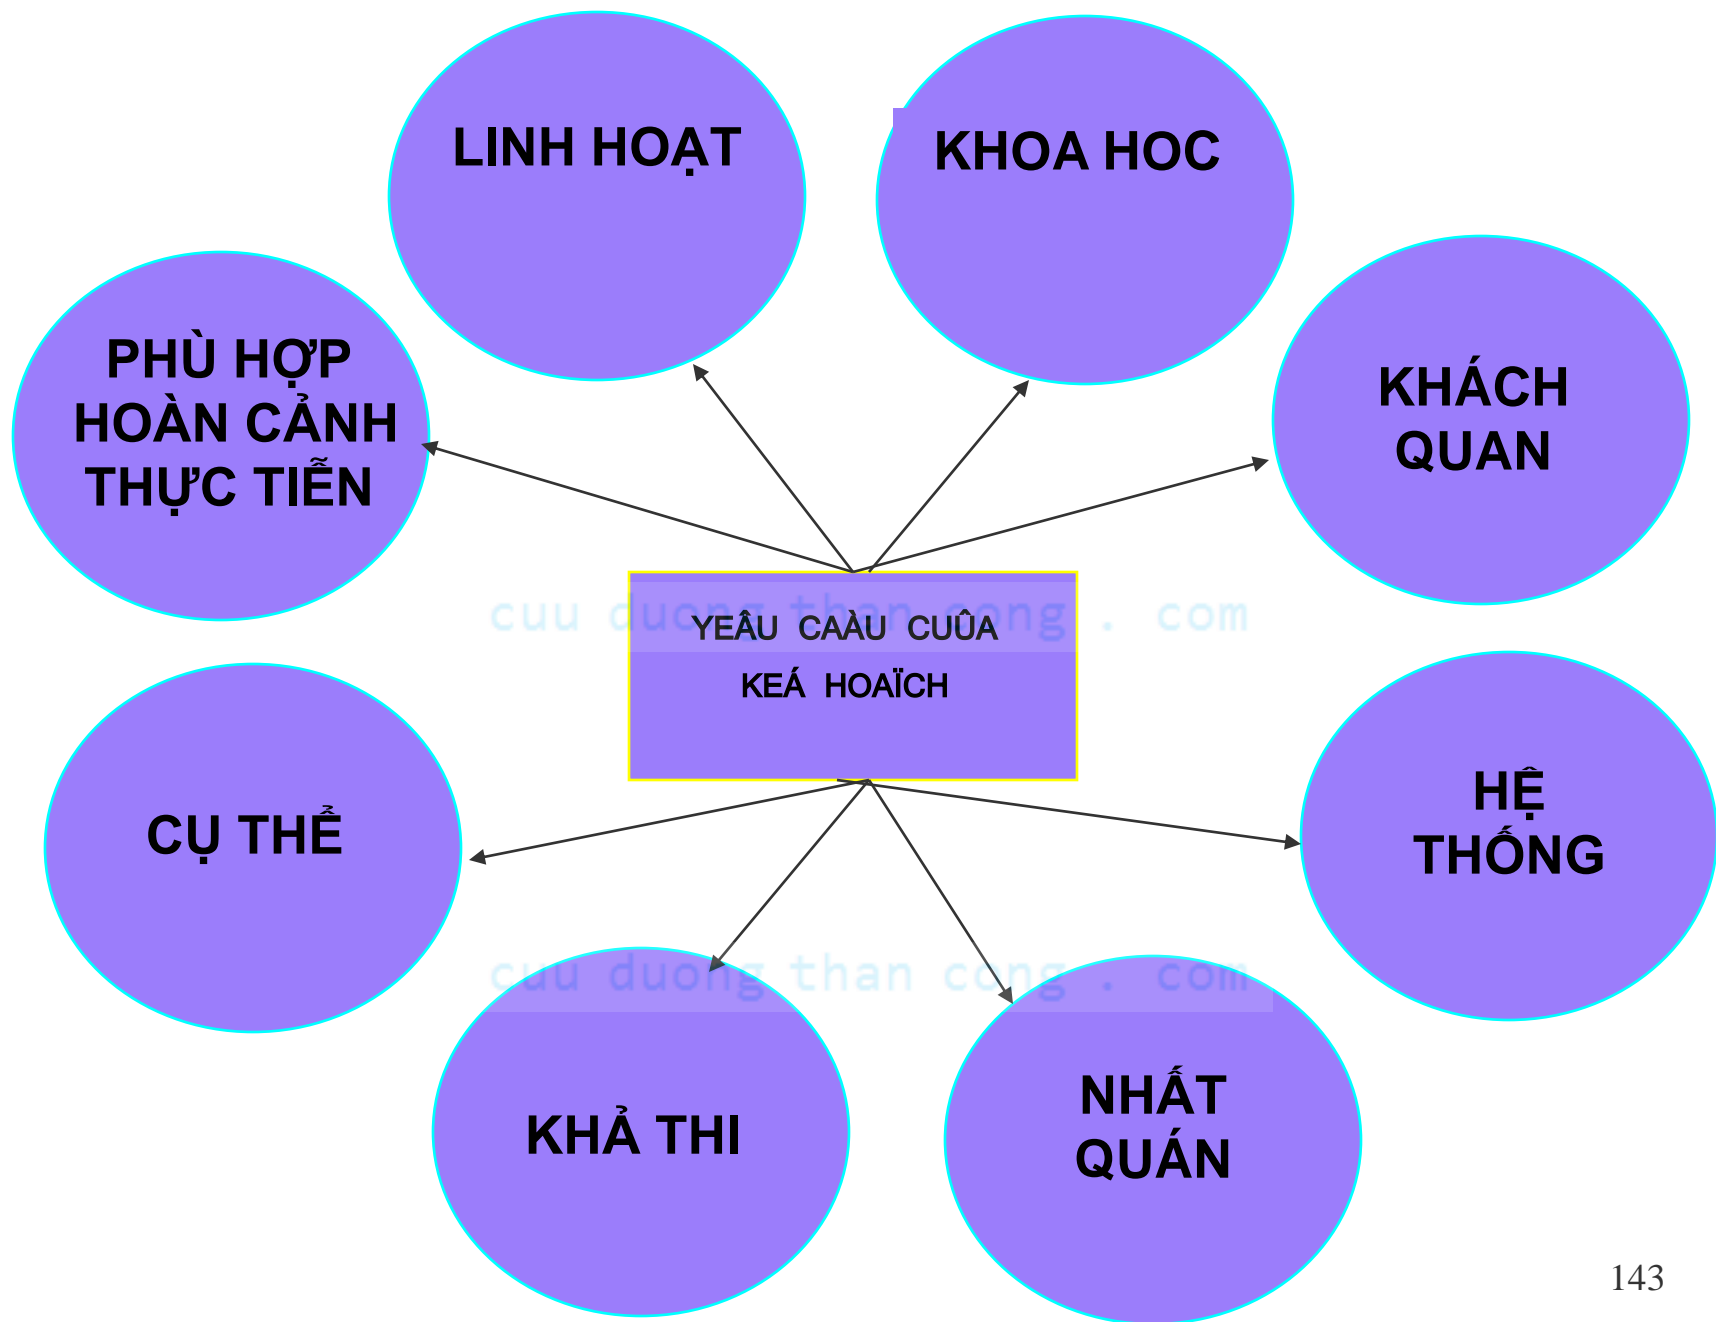 LINH HOẠT
KHOA HOC
PHÙ HỢP
HOÀN CẢNH
THỰC TIỄN
KHÁCH
QUAN
cuu duong than cong . com
YEÂU CAÀU CUÛA
KEÁ HOAÏCH
CỤ THỂ
HỆ
THỐNG
cuu duong than cong . com
KHẢ THI
NHẤT
QUÁN
143